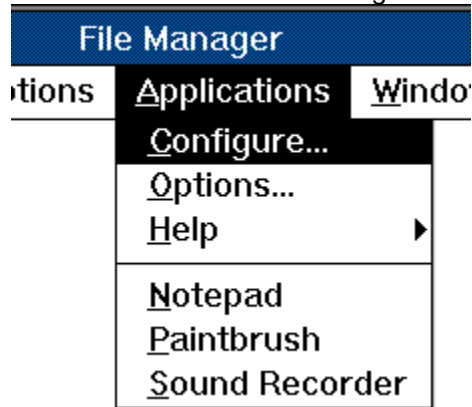 File Manager
Applications
Configure...
Options...
Help
Notepad
Paintbrush
Sound Recorder